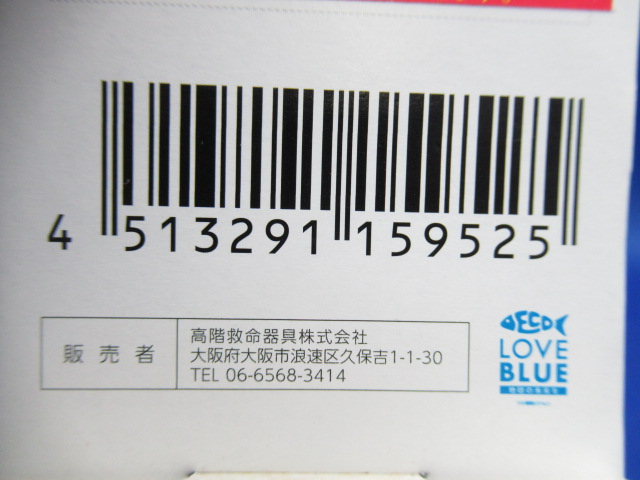 4 513291 159525
販売者
高階救命器具株式会社
大阪府大阪市浪速区久保吉1-1-30
TEL 06-6568-3414
ECO
LOVE
BLUE